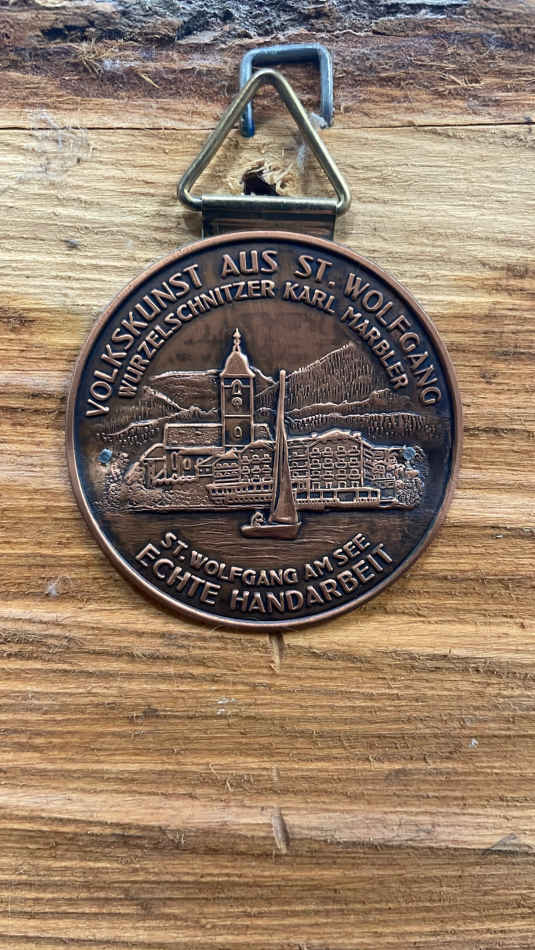 VOLKSKUNST AUS ST. WOLFGANG
WURZELSCHNITZER KARL MARBLER
ST. WOLFGANG AM SEE
ECHTE HANDARBEIT